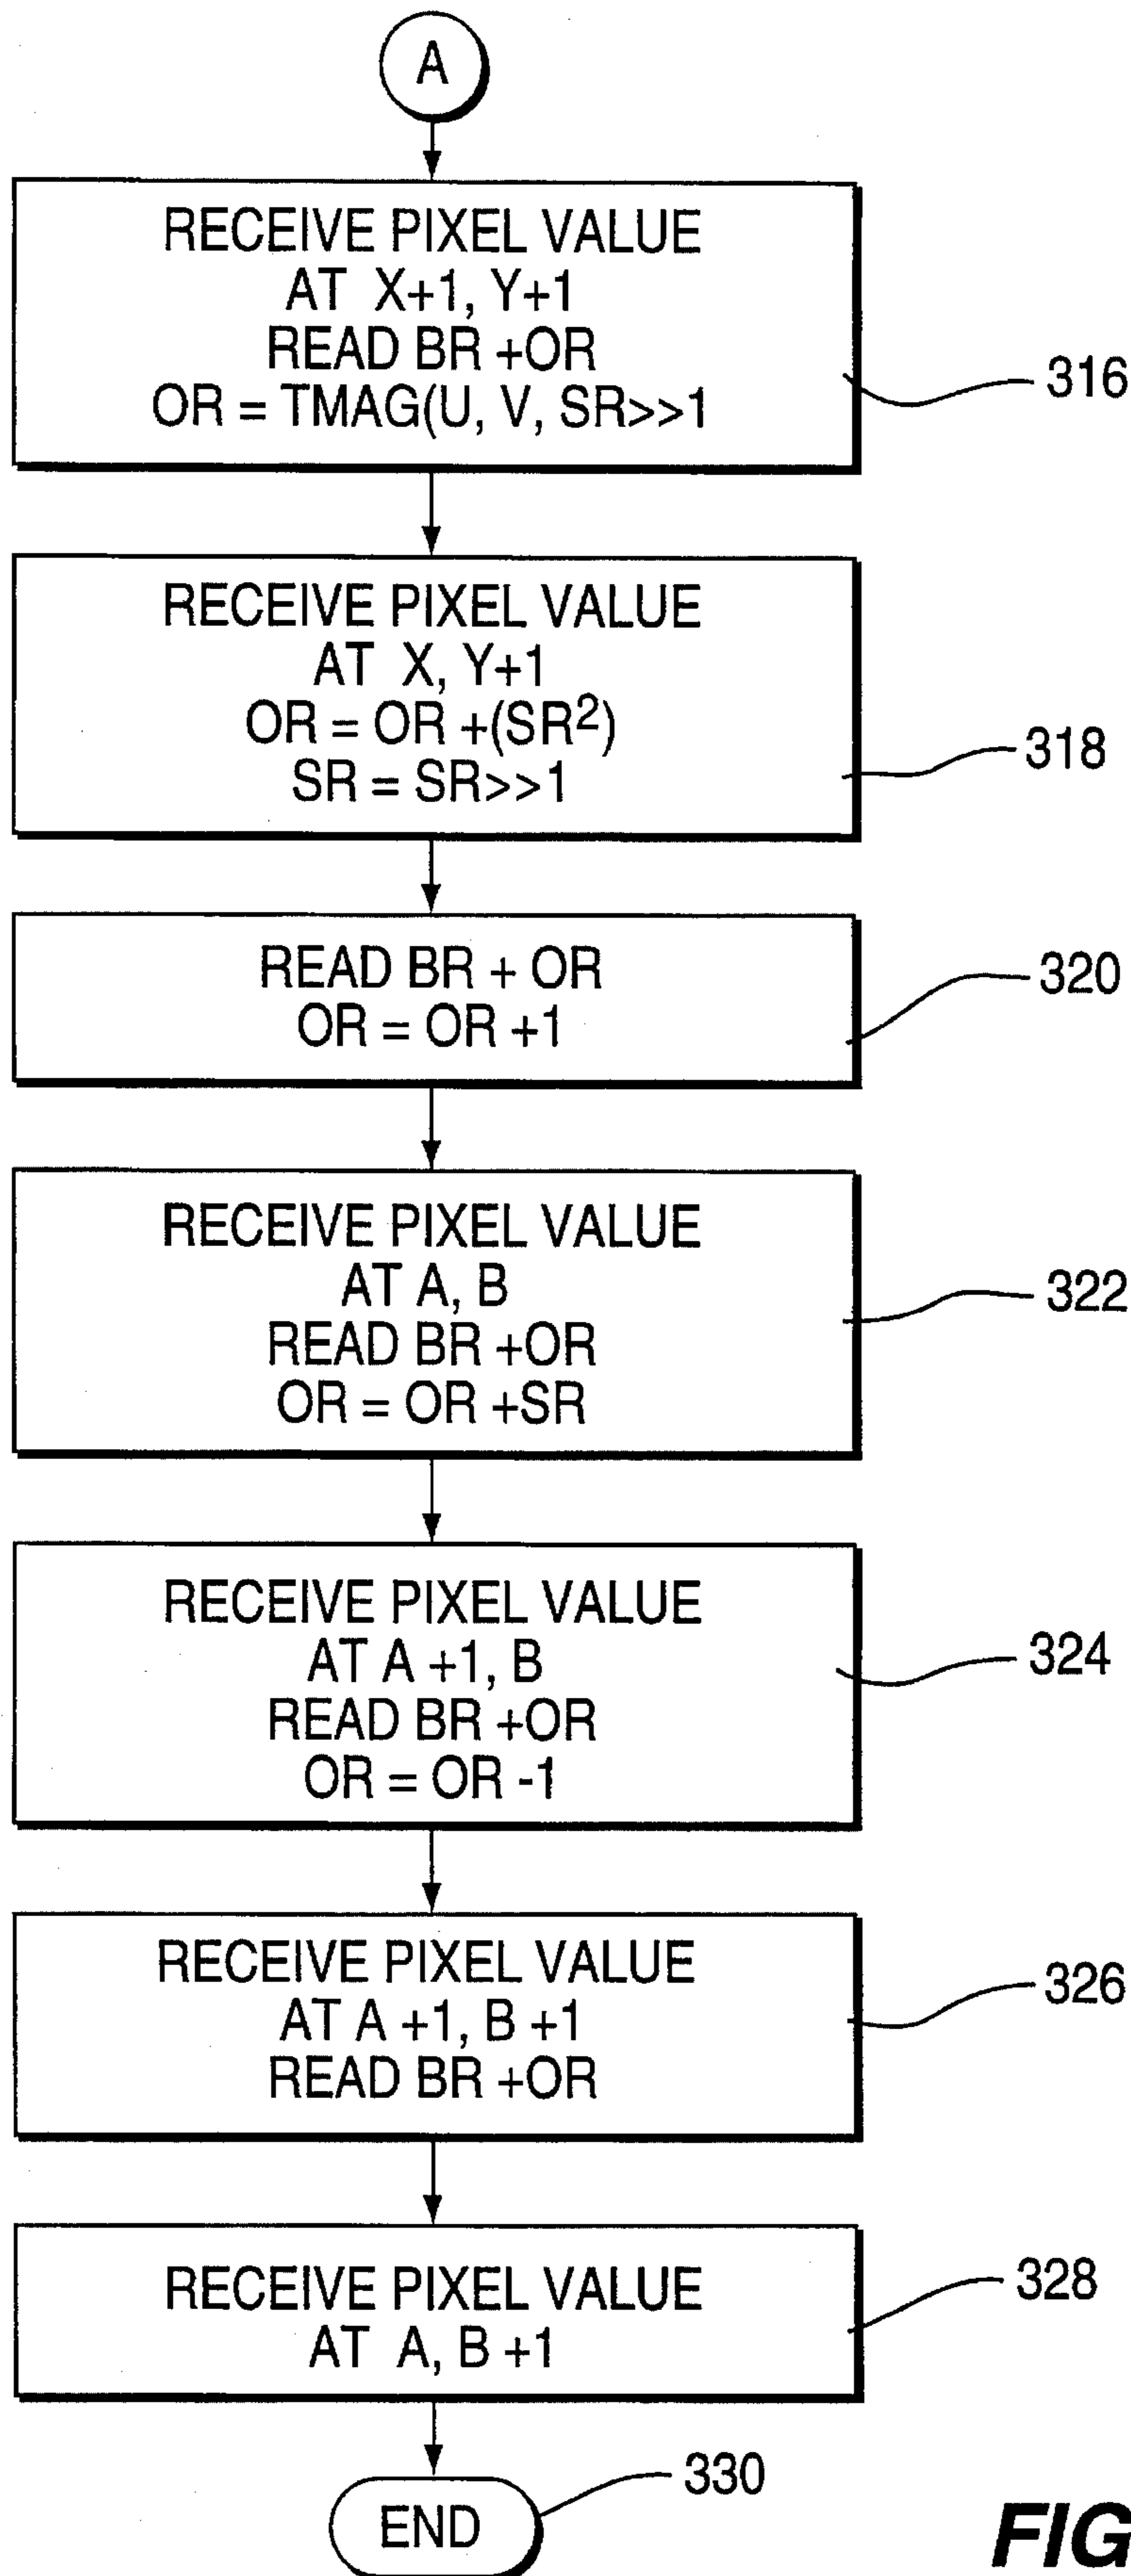 A
RECEIVE PIXEL VALUE
AT X+1, Y+1
READ BR +OR
OR = TMAG(U, V, SR>>1
316
RECEIVE PIXEL VALUE
AT X, Y+1
OR = OR +(SR²)
SR = SR>>1
318
READ BR + OR
OR = OR +1
320
RECEIVE PIXEL VALUE
AT A, B
READ BR +OR
OR = OR +SR
322
RECEIVE PIXEL VALUE
AT A +1, B
READ BR +OR
OR = OR -1
324
RECEIVE PIXEL VALUE
AT A +1, B +1
READ BR +OR
326
RECEIVE PIXEL VALUE
AT A, B +1
328
END
330
FIG